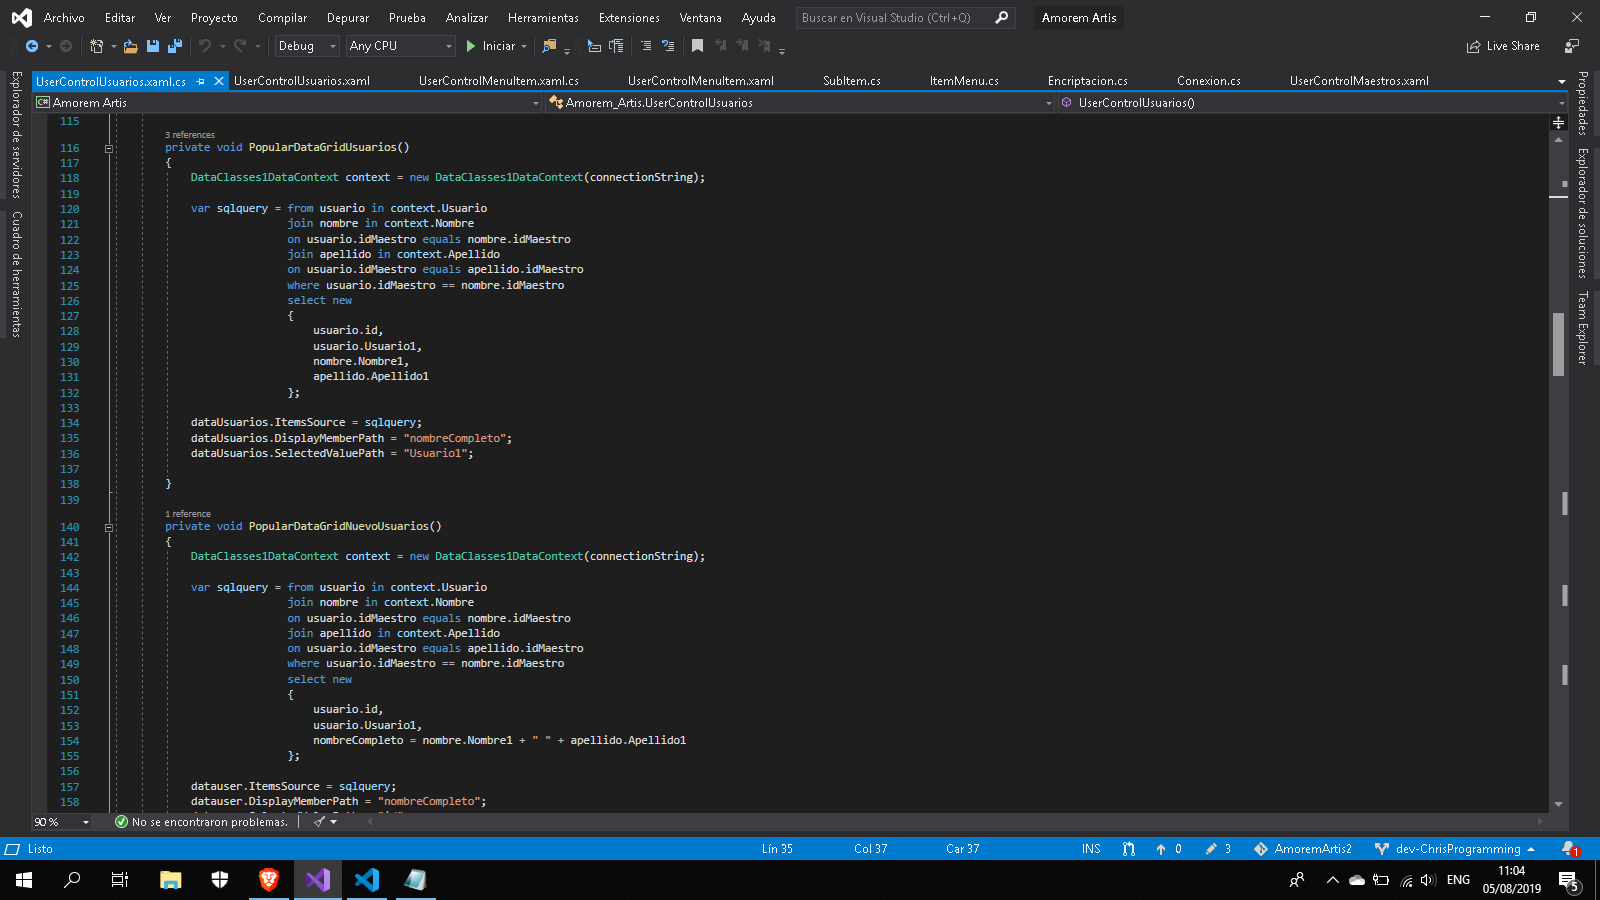 Archivo Editar Ver Proyecto Compilar Depurar Prueba Analizar Herramientas Extensiones Ventana Ayuda Buscar en Visual Studio (Ctrl+Q) Amorem Artis
Debug Any CPU Iniciar Live Share
UserControlUsuarios.xaml.cs UserControlUsuarios.xaml UserControlMenuItem.xaml.cs UserControlMenuItem.xaml SubItem.cs ItemMenu.cs Encriptacion.cs Conexion.cs UserControlMaestros.xaml
C# Amorem Artis Amorem_Artis.UserControlUsuarios UserControlUsuarios()
Explorador de servidores
Cuadro de herramientas
Propiedades
Explorador de soluciones
Team Explorer
115
3 references
116 private void PopularDataGridUsuarios()
117 {
118 DataClasses1DataContext context = new DataClasses1DataContext(connectionString);
119
120 var sqlquery = from usuario in context.Usuario
121 join nombre in context.Nombre
122 on usuario.idMaestro equals nombre.idMaestro
123 join apellido in context.Apellido
124 on usuario.idMaestro equals apellido.idMaestro
125 where usuario.idMaestro == nombre.idMaestro
126 select new
127 {
128 usuario.id,
129 usuario.Usuario1,
130 nombre.Nombre1,
131 apellido.Apellido1
132 };
133
134 dataUsuarios.ItemsSource = sqlquery;
135 dataUsuarios.DisplayMemberPath = "nombreCompleto";
136 dataUsuarios.SelectedValuePath = "Usuario1";
137
138 }
139
1 reference
140 private void PopularDataGridNuevoUsuarios()
141 {
142 DataClasses1DataContext context = new DataClasses1DataContext(connectionString);
143
144 var sqlquery = from usuario in context.Usuario
145 join nombre in context.Nombre
146 on usuario.idMaestro equals nombre.idMaestro
147 join apellido in context.Apellido
148 on usuario.idMaestro equals apellido.idMaestro
149 where usuario.idMaestro == nombre.idMaestro
150 select new
151 {
152 usuario.id,
153 usuario.Usuario1,
154 nombreCompleto = nombre.Nombre1 + " " + apellido.Apellido1
155 };
156
157 datauser.ItemsSource = sqlquery;
158 datauser.DisplayMemberPath = "nombreCompleto";
90 % No se encontraron problemas.
Listo Lín 35 Col 37 Car 37 INS 0 3 AmoremArtis2 dev-ChrisProgramming 1
ENG 11:04
05/08/2019 5